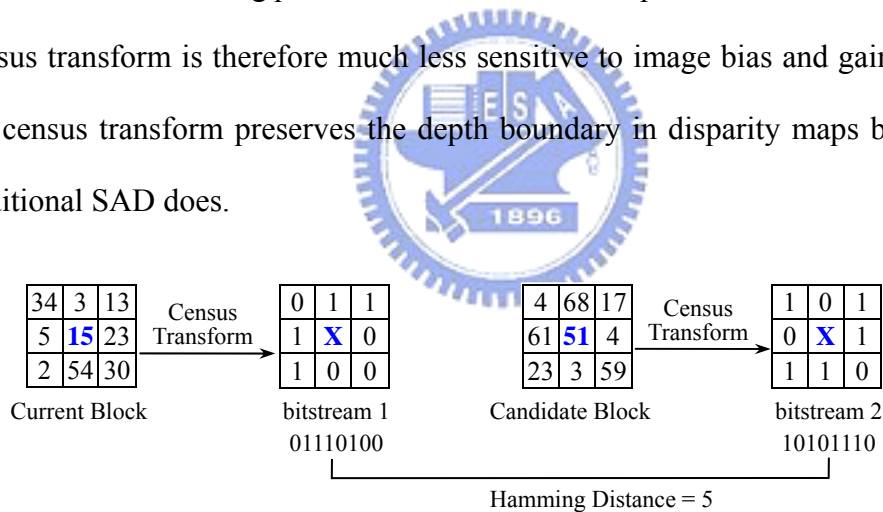 sus transform is therefore much less sensitive to image bias and gain
census transform preserves the depth boundary in disparity maps b
ditional SAD does.
E S A
1896
34 3 13
5 15 23
2 54 30
Current Block
Census
Transform
0 1 1
1 X 0
1 0 0
bitstream 1
01110100
4 68 17
61 51 4
23 3 59
Candidate Block
Census
Transform
1 0 1
0 X 1
1 1 0
bitstream 2
10101110
Hamming Distance = 5